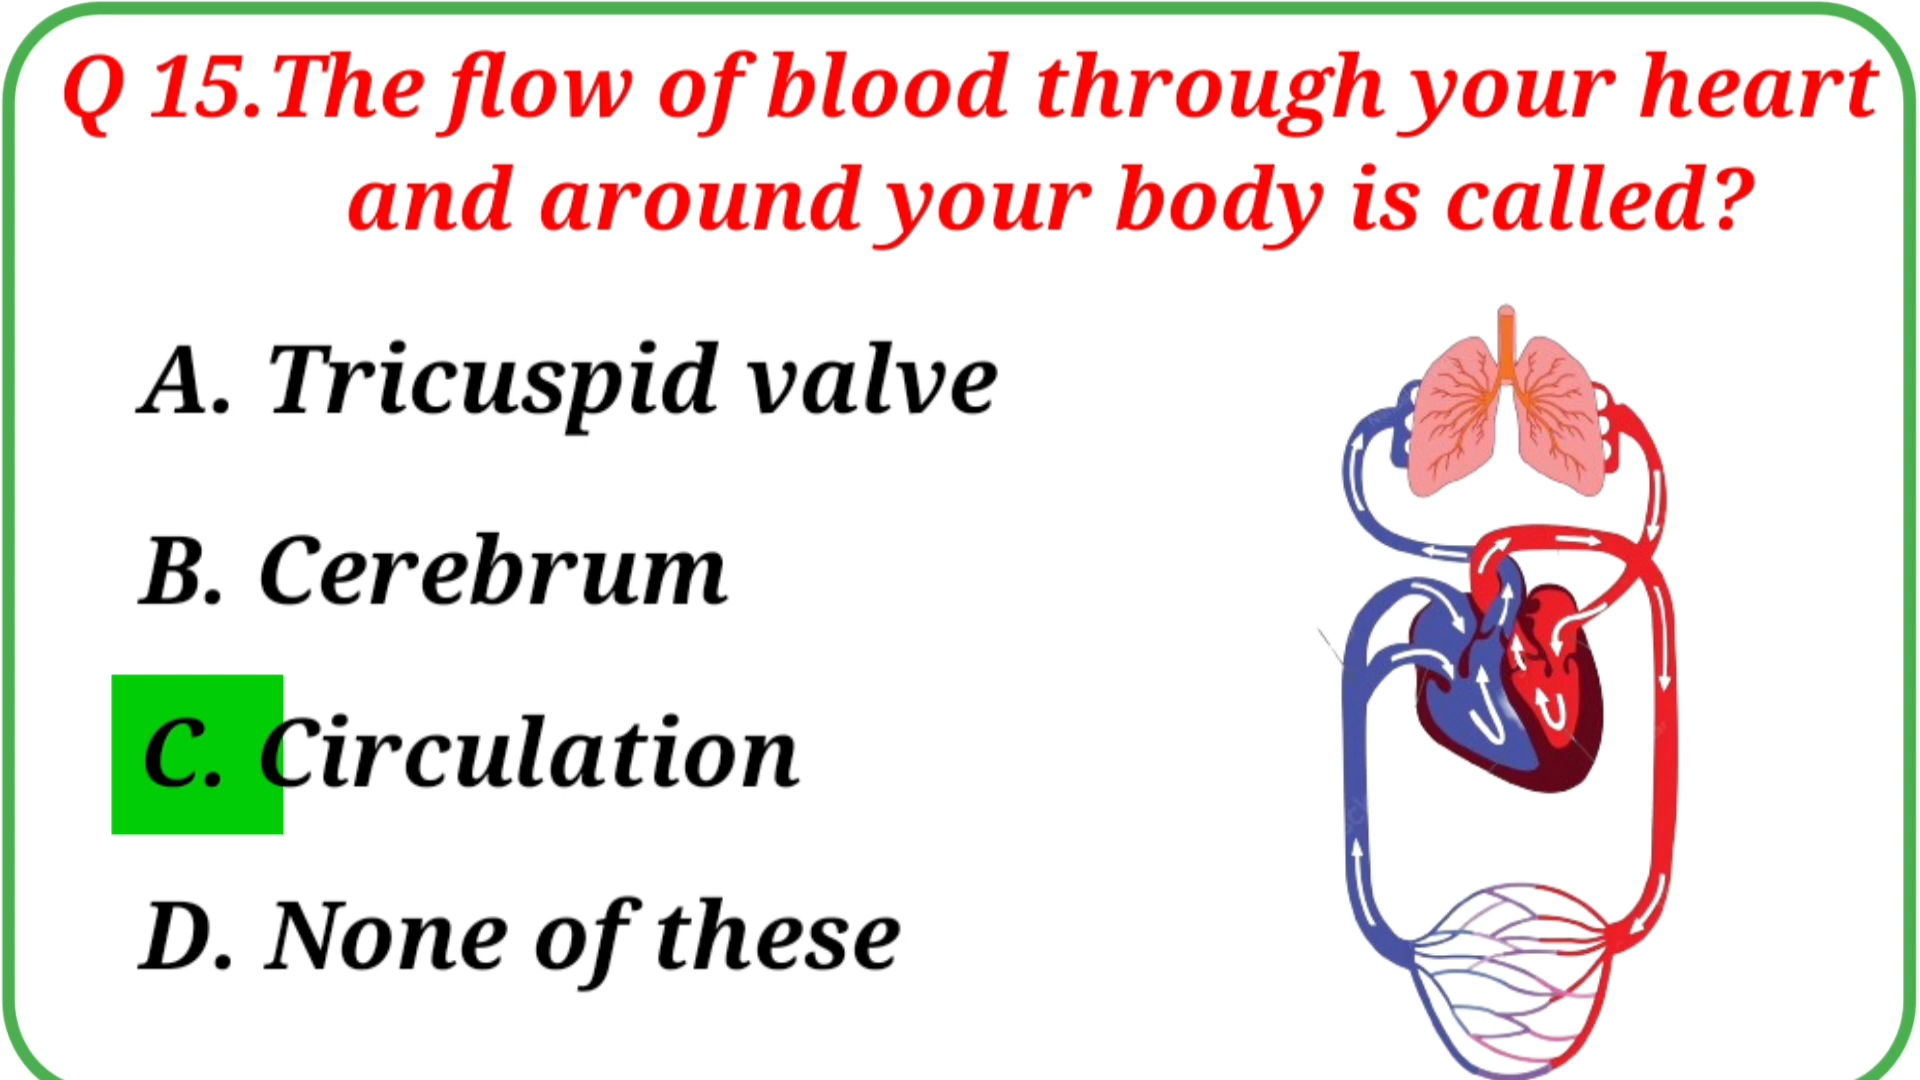 Q 15.The flow of blood through your heart
and around your body is called?
A. Tricuspid valve
B. Cerebrum
C. Circulation
D. None of these